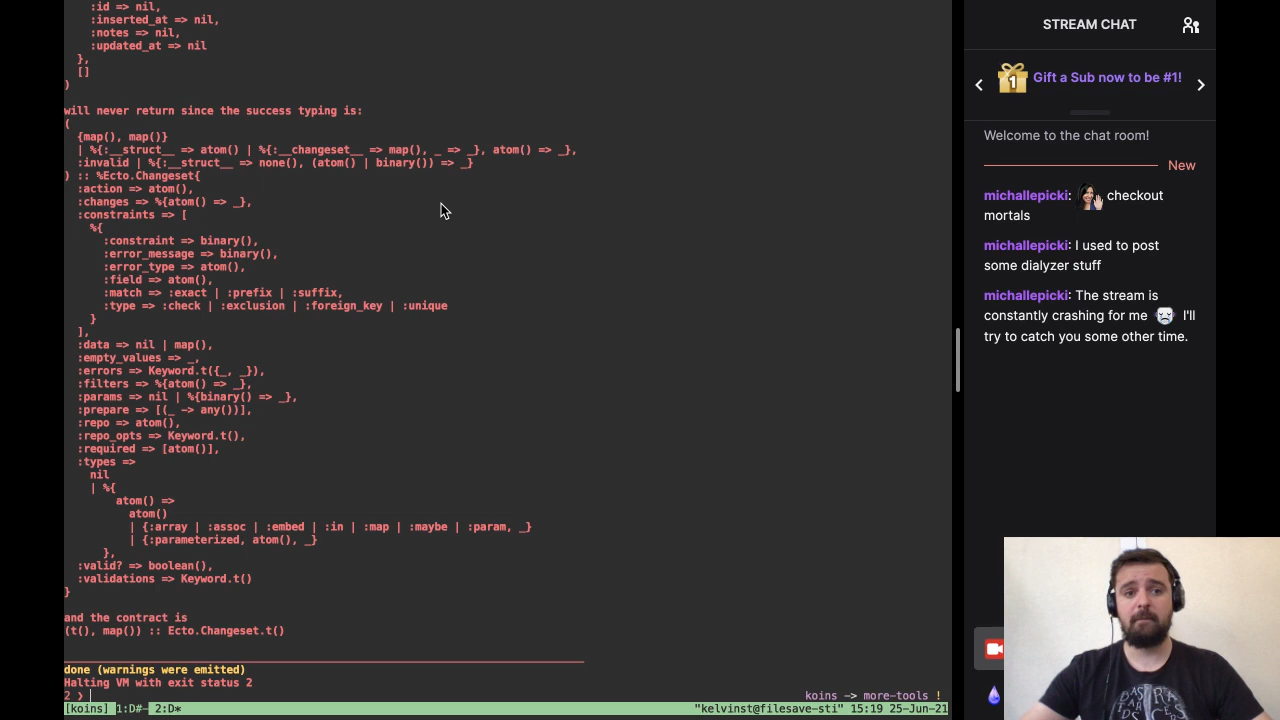 :id => nil,
:inserted_at => nil,
:notes => nil,
:updated_at => nil
},
[]
)
will never return since the success typing is:
(
{map(), map()}
| %{:__struct__ => atom() | %{:__changeset__ => map(), _ => _}, atom() => _},
:invalid | %{:__struct__ => none(), (atom() | binary()) => _}
) :: %Ecto.Changeset{
:action => atom(),
:changes => %{atom() => _},
:constraints => [
%{
:constraint => binary(),
:error_message => binary(),
:error_type => atom(),
:field => atom(),
:match => :exact | :prefix | :suffix,
:type => :check | :exclusion | :foreign_key | :unique
}
],
:data => nil | map(),
:empty_values => _,
:errors => Keyword.t({_, _}),
:filters => %{atom() => _},
:params => nil | %{binary() => _},
:prepare => [(_ -> any())],
:repo => atom(),
:repo_opts => Keyword.t(),
:required => [atom()],
:types =>
nil
| %{
atom() =>
atom()
| {:array | :assoc | :embed | :in | :map | :maybe | :param, _}
| {:parameterized, atom(), _}
},
:valid? => boolean(),
:validations => Keyword.t()
}
and the contract is
(t(), map()) :: Ecto.Changeset.t()
done (warnings were emitted)
Halting VM with exit status 2
2 ❯ koins -> more-tools !
[koins] 1:D#- 2:D* "kelvinst@filesave-sti" 15:19 25-Jun-21
STREAM CHAT
1 Gift a Sub now to be #1!
Welcome to the chat room!
New
michallepicki: checkout
mortals
michallepicki: I used to post
some dialyzer stuff
michallepicki: The stream is
constantly crashing for me I'll
try to catch you some other time.